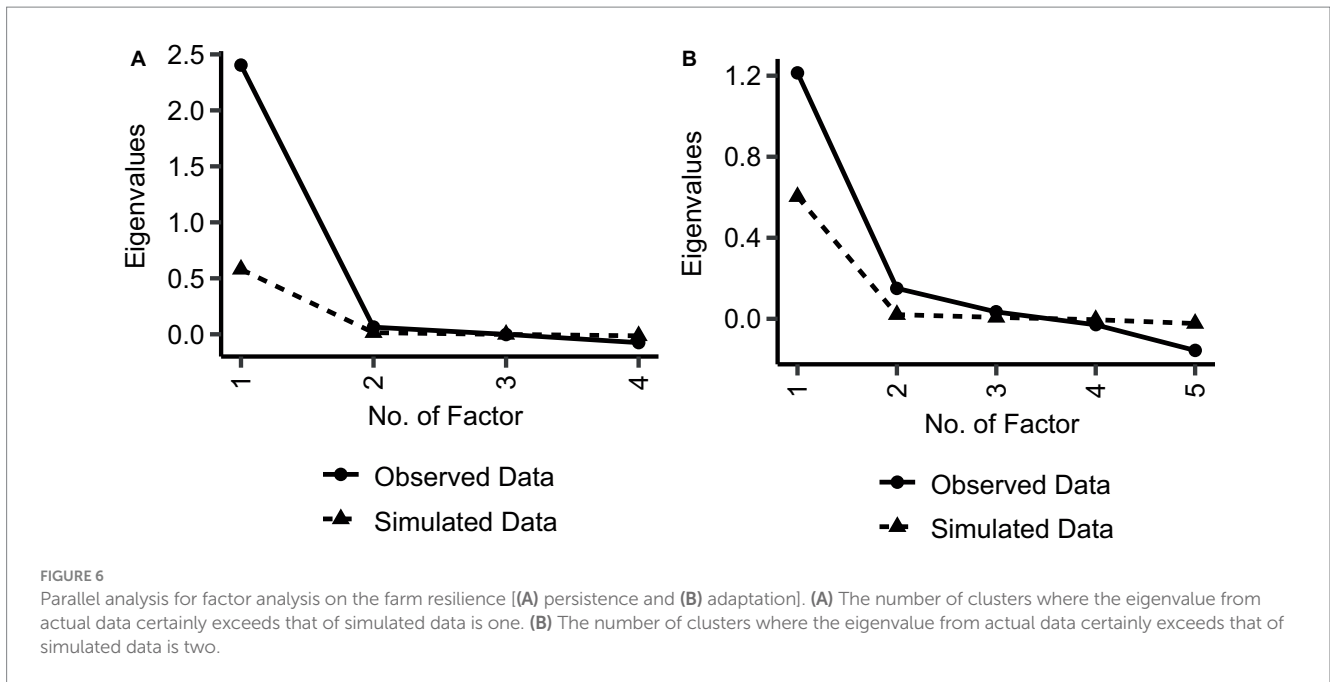 A
2.5
2.0
1.5
1.0
0.5
0.0
Eigenvalues
1 2 3 4
No. of Factor
Observed Data
Simulated Data
B
1.2
0.8
0.4
0.0
Eigenvalues
1 2 3 4 5
No. of Factor
Observed Data
Simulated Data
FIGURE 6
Parallel analysis for factor analysis on the farm resilience [(A) persistence and (B) adaptation]. (A) The number of clusters where the eigenvalue from
actual data certainly exceeds that of simulated data is one. (B) The number of clusters where the eigenvalue from actual data certainly exceeds that of
simulated data is two.